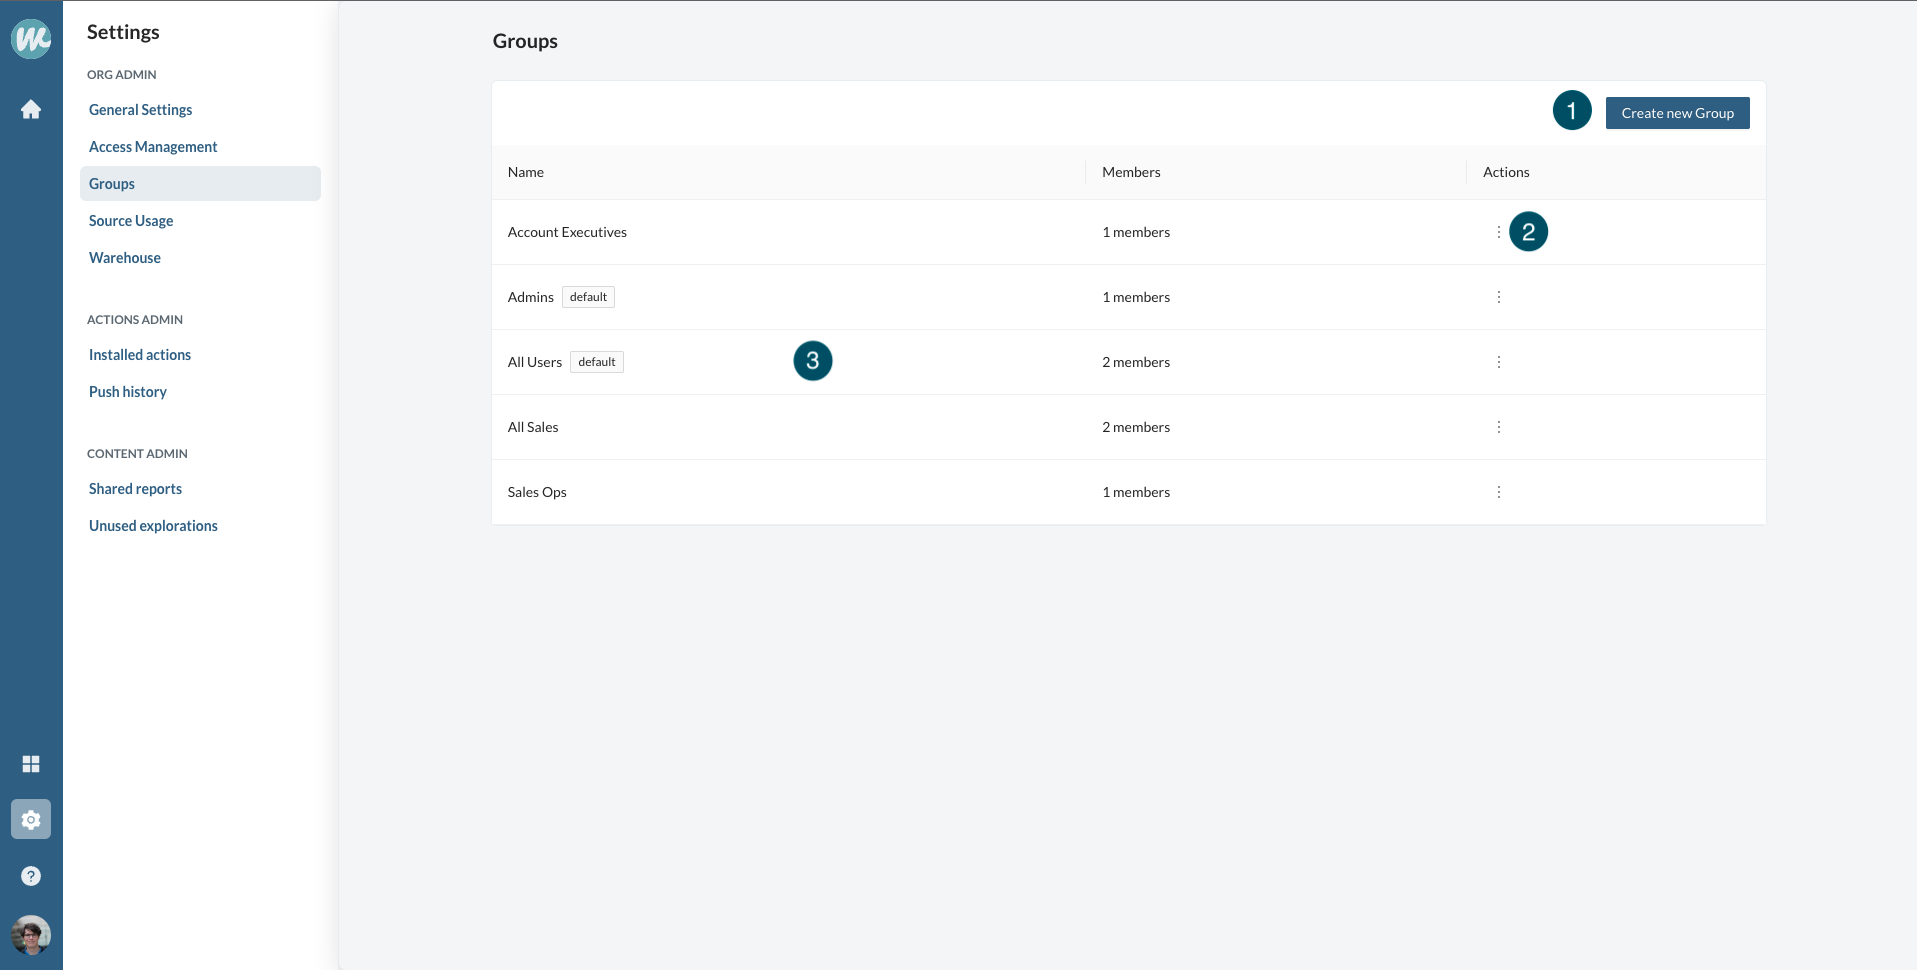 Settings
ORG ADMIN
General Settings
Access Management
Groups
Source Usage
Warehouse
ACTIONS ADMIN
Installed actions
Push history
CONTENT ADMIN
Shared reports
Unused explorations
Groups
1 Create new Group
Name Members Actions
Account Executives 1 members 2
Admins default 1 members
All Users default 3 2 members
All Sales 2 members
Sales Ops 1 members